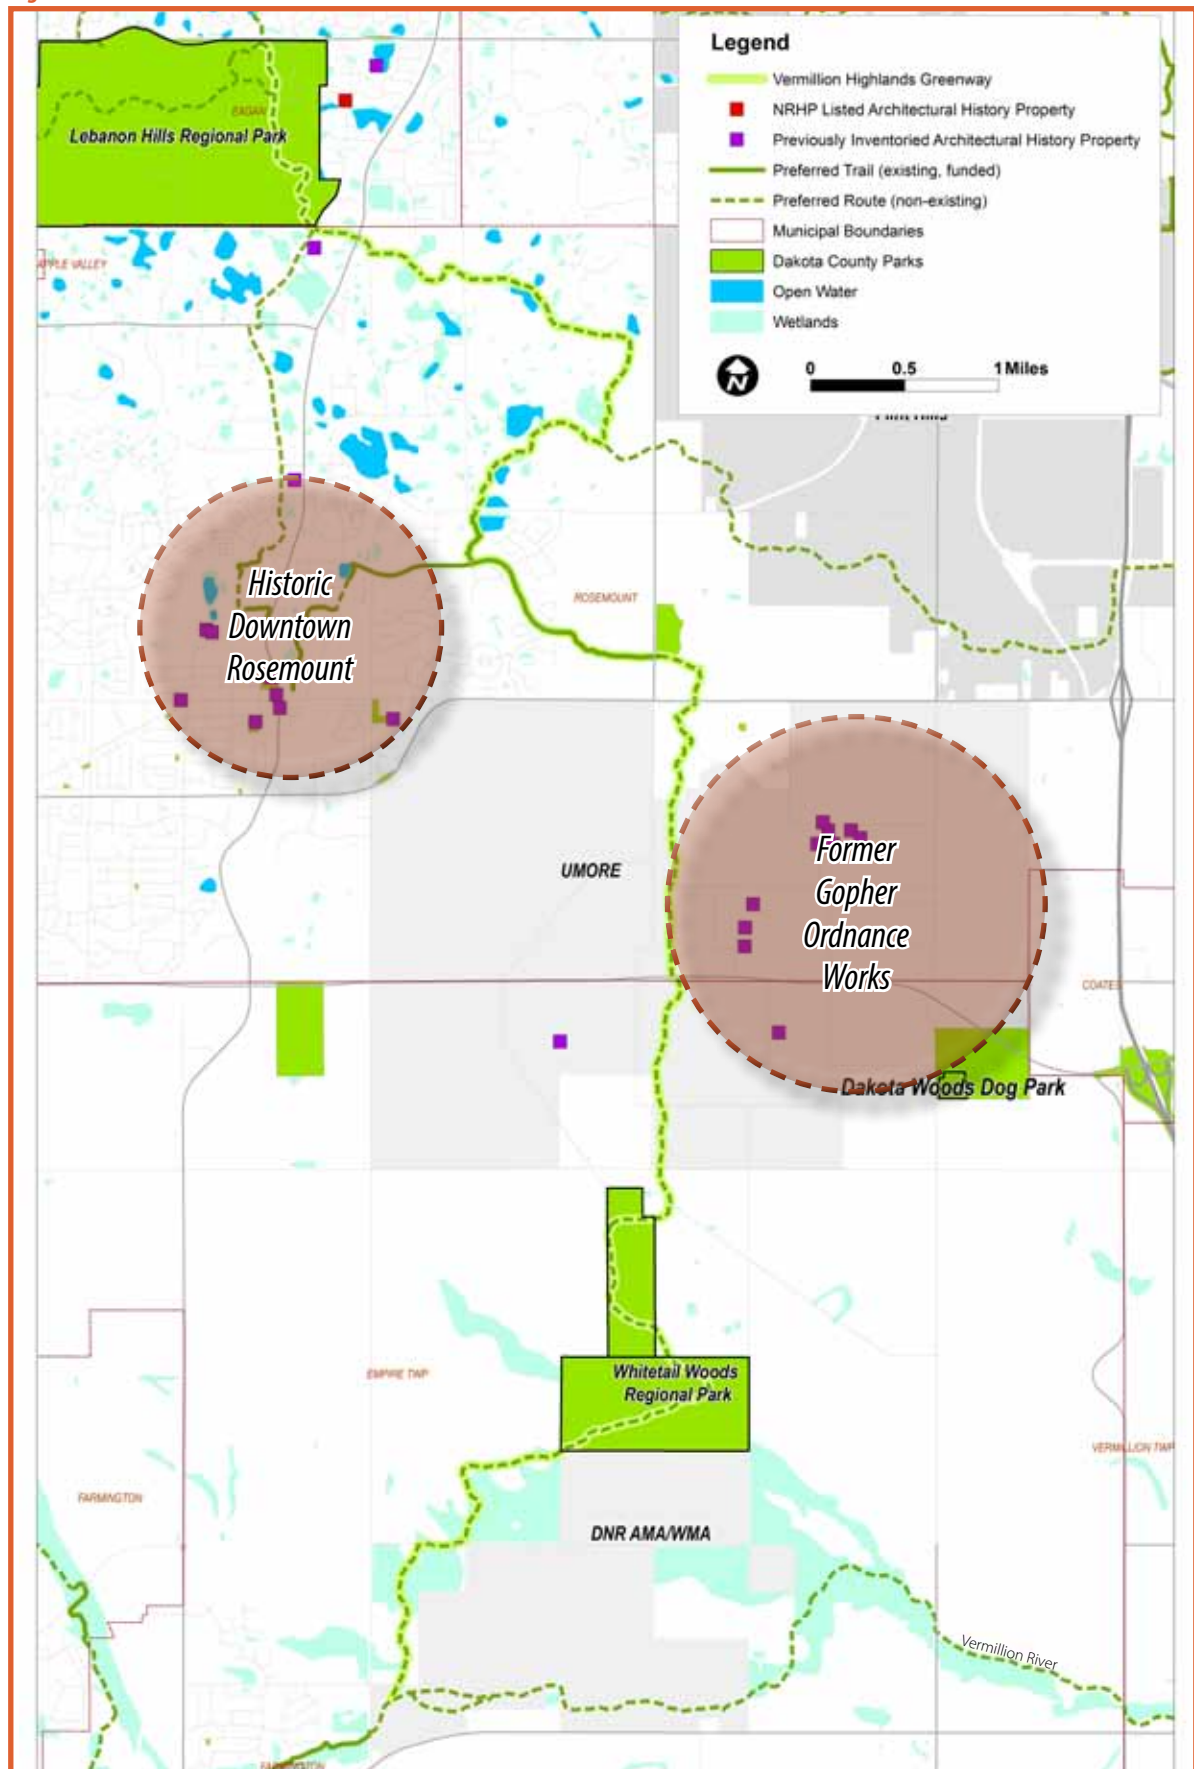 Legend
Vermillion Highlands Greenway
NRHP Listed Architectural History Property
Previously Inventoried Architectural History Property
Preferred Trail (existing, funded)
Preferred Route (non-existing)
Municipal Boundaries
Dakota County Parks
Open Water
Wetlands
N
0 0.5 1 Miles
EAGAN
Lebanon Hills Regional Park
APPLE VALLEY
Historic
Downtown
Rosemount
ROSEMOUNT
UMORE
Former
Gopher
Ordnance
Works
COATES
Dakota Woods Dog Park
Whitetail Woods
Regional Park
EMPIRE TWP
VERMILLION TWP
FARMINGTON
DNR AMA/WMA
Vermillion River
FARMINGTON